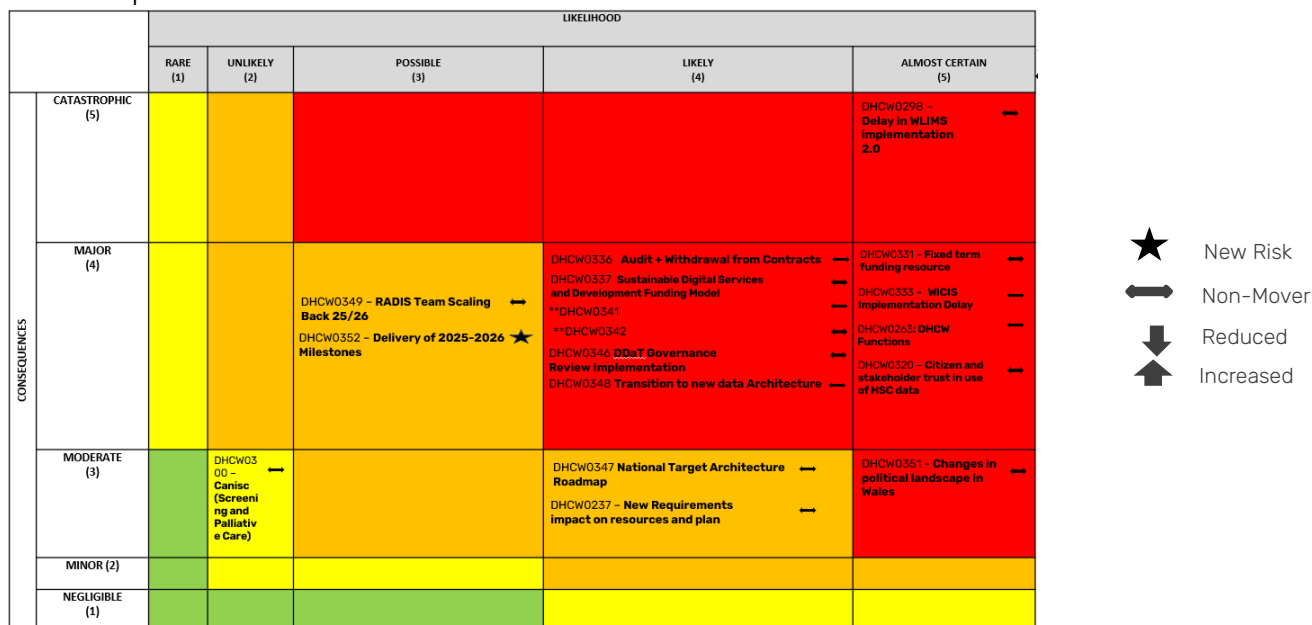 LIKELIHOOD
RARE
(1)
UNLIKELY
(2)
POSSIBLE
(3)
LIKELY
(4)
ALMOST CERTAIN
(5)
CONSEQUENCES
CATASTROPHIC
(5)
DHCW0298 –
Delay in WLIMS
implementation
2.0
MAJOR
(4)
DHCW0349 – RADIS Team Scaling
Back 25/26
DHCW0352 – Delivery of 2025-2026
Milestones
DHCW0336 Audit + Withdrawal from Contracts
DHCW0337 Sustainable Digital Services
and Development Funding Model
**DHCW0341
**DHCW0342
DHCW0346 DDaT Governance
Review Implementation
DHCW0348 Transition to new data Architecture
DHCW0331 - Fixed term
funding resource
DHCW0333 - WICIS
Implementation Delay
DHCW0263: DHCW
Functions
DHCW0320 – Citizen and
stakeholder trust in use
of HSC data
MODERATE
(3)
DHCW03
00 –
Canisc
(Screeni
ng and
Palliativ
e Care)
DHCW0347 National Target Architecture
Roadmap
DHCW0237 – New Requirements
impact on resources and plan
DHCW0351 - Changes in
political landscape in
Wales
MINOR (2)
NEGLIGIBLE
(1)
New Risk
Non-Mover
Reduced
Increased